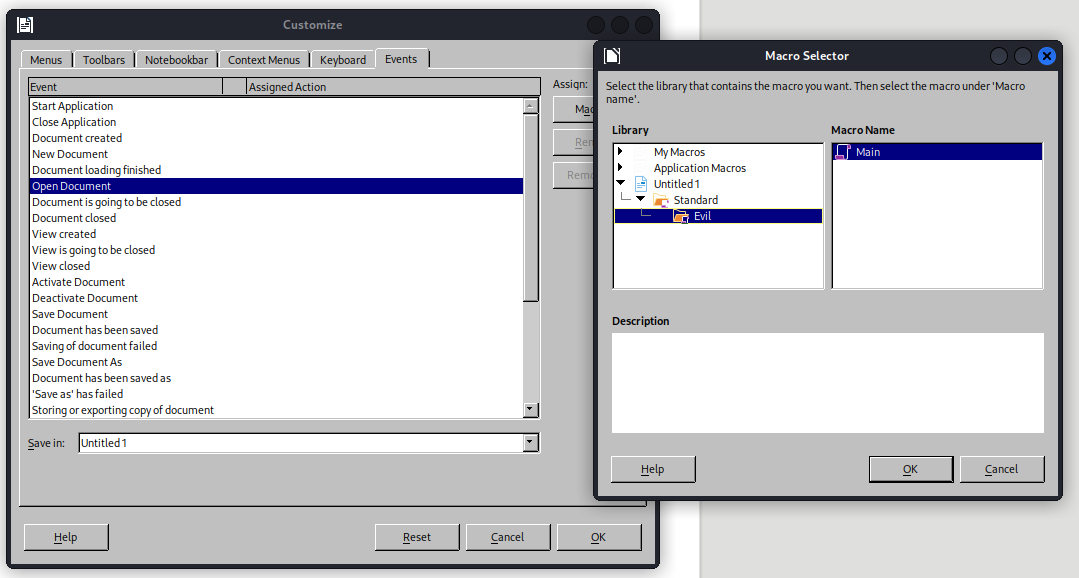 Customize
Menus
Toolbars
Notebookbar
Context Menus
Keyboard
Events
Event
Assigned Action
Start Application
Close Application
Document created
New Document
Document loading finished
Open Document
Document is going to be closed
Document closed
View created
View is going to be closed
View closed
Activate Document
Deactivate Document
Save Document
Document has been saved
Saving of document failed
Save Document As
Document has been saved as
'Save as' has failed
Storing or exporting copy of document
Assign:
Save in:
Untitled 1
Help
Reset
Cancel
OK
Macro Selector
Select the library that contains the macro you want. Then select the macro under 'Macro
name'.
Library
My Macros
Application Macros
Untitled 1
Standard
Evil
Macro Name
Main
Description
Help
OK
Cancel